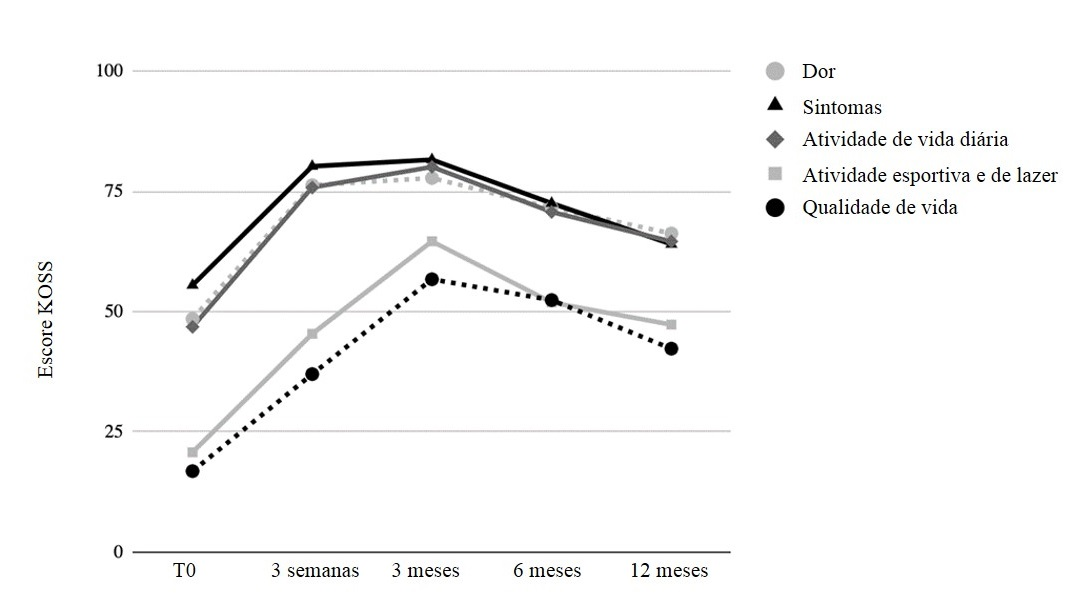 100
75
50
25
0
Escore KOSS
T0 3 semanas 3 meses 6 meses 12 meses
Dor
Sintomas
Atividade de vida diária
Atividade esportiva e de lazer
Qualidade de vida